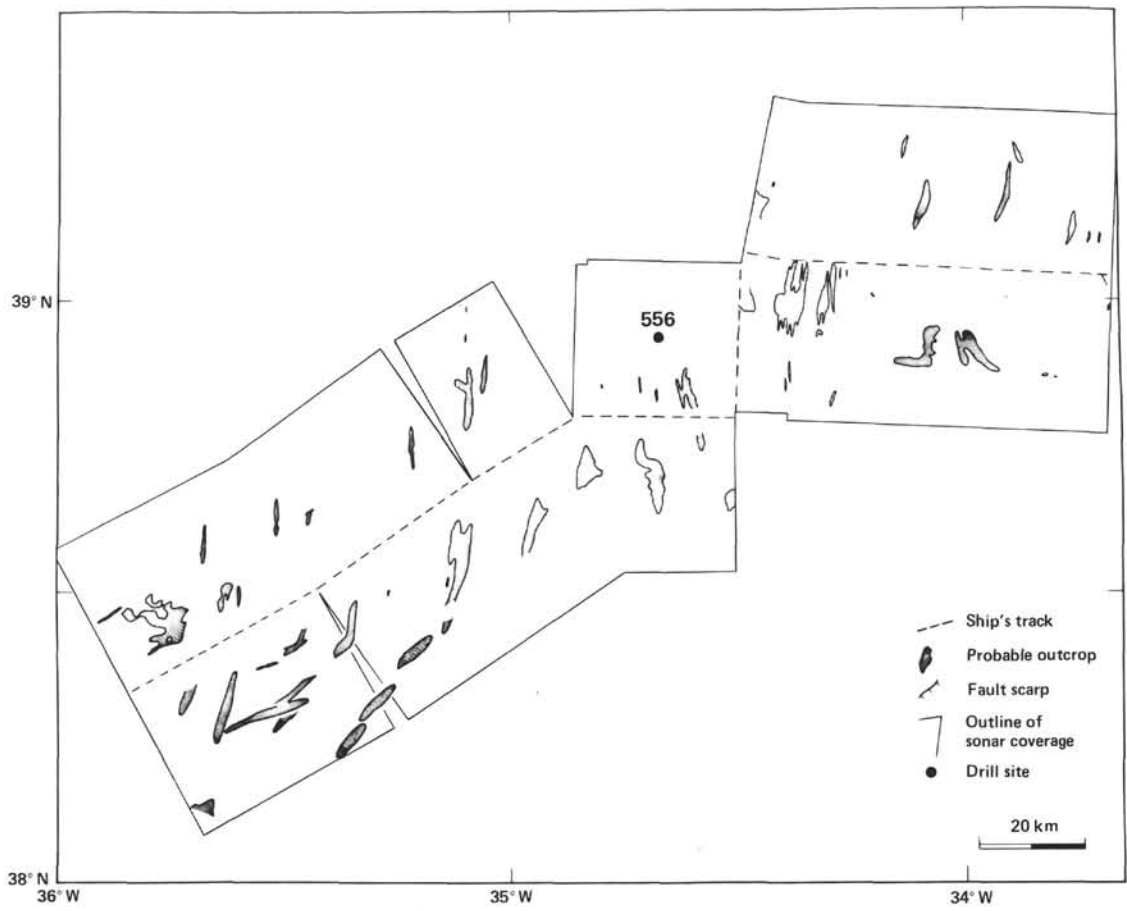 39° N
556
Ship's track
Probable outcrop
Fault scarp
Outline of
sonar coverage
Drill site
20 km
38° N
36° W
35° W
34° W